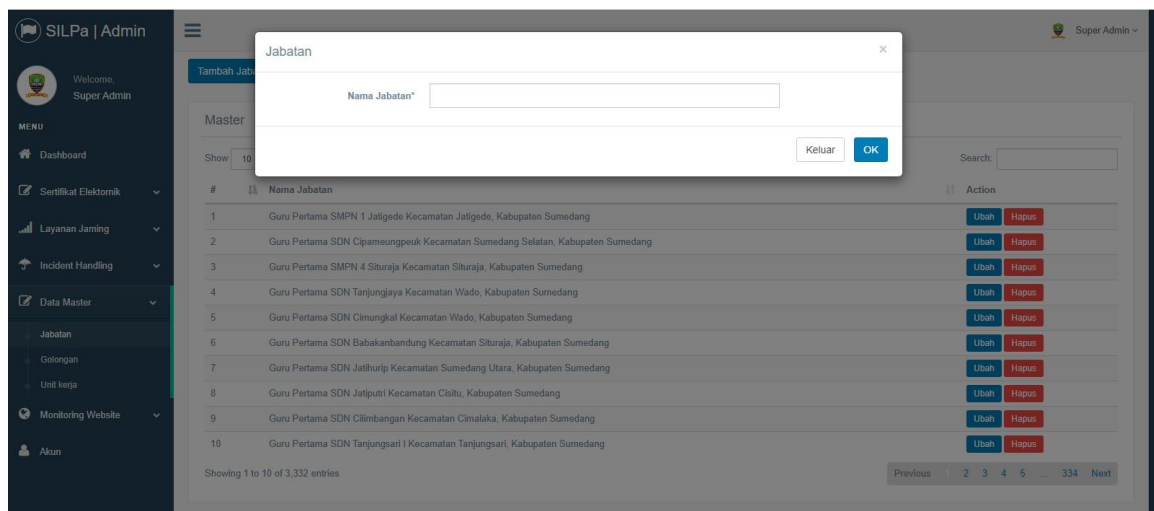 SILPa | Admin
Super Admin
Welcome,
Super Admin
MENU
Dashboard
Sertifikat Elektornik
Layanan Jaming
Incident Handling
Data Master
Jabatan
Golongan
Unit kerja
Monitoring Website
Akun
Jabatan
×
Nama Jabatan*
Keluar OK
Tambah Jaba
Master
Show 10
Search:
# Nama Jabatan Action
1 Guru Pertama SMPN 1 Jatigede Kecamatan Jatigede, Kabupaten Sumedang Ubah Hapus
2 Guru Pertama SDN Cipameungpeuk Kecamatan Sumedang Selatan, Kabupaten Sumedang Ubah Hapus
3 Guru Pertama SMPN 4 Situraja Kecamatan Situraja, Kabupaten Sumedang Ubah Hapus
4 Guru Pertama SDN Tanjungjaya Kecamatan Wado, Kabupaten Sumedang Ubah Hapus
5 Guru Pertama SDN Cimungkal Kecamatan Wado, Kabupaten Sumedang Ubah Hapus
6 Guru Pertama SDN Babakanbandung Kecamatan Situraja, Kabupaten Sumedang Ubah Hapus
7 Guru Pertama SDN Jatihurip Kecamatan Sumedang Utara, Kabupaten Sumedang Ubah Hapus
8 Guru Pertama SDN Jatiputri Kecamatan Cisitu, Kabupaten Sumedang Ubah Hapus
9 Guru Pertama SDN Cilimbangan Kecamatan Cimalaka, Kabupaten Sumedang Ubah Hapus
10 Guru Pertama SDN Tanjungsari I Kecamatan Tanjungsari, Kabupaten Sumedang Ubah Hapus
Showing 1 to 10 of 3,332 entries
Previous 1 2 3 4 5 ... 334 Next